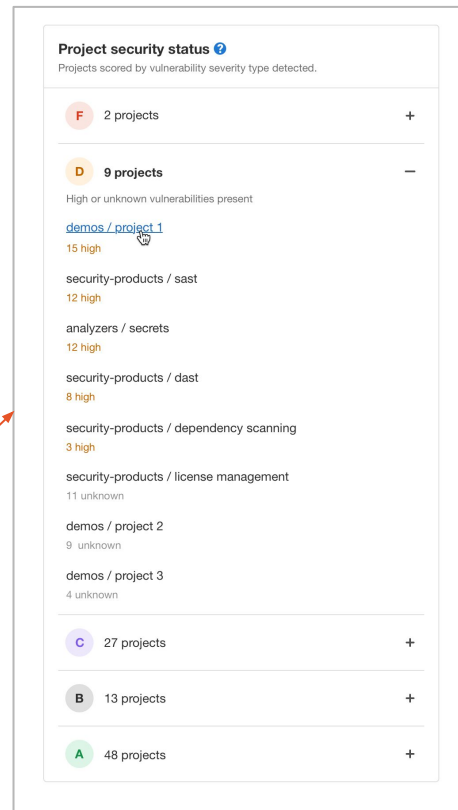 Project security status ?
Projects scored by vulnerability severity type detected.
F 2 projects +
D 9 projects −
High or unknown vulnerabilities present
demos / project 1
15 high
security-products / sast
12 high
analyzers / secrets
12 high
security-products / dast
8 high
security-products / dependency scanning
3 high
security-products / license management
11 unknown
demos / project 2
9 unknown
demos / project 3
4 unknown
C 27 projects +
B 13 projects +
A 48 projects +